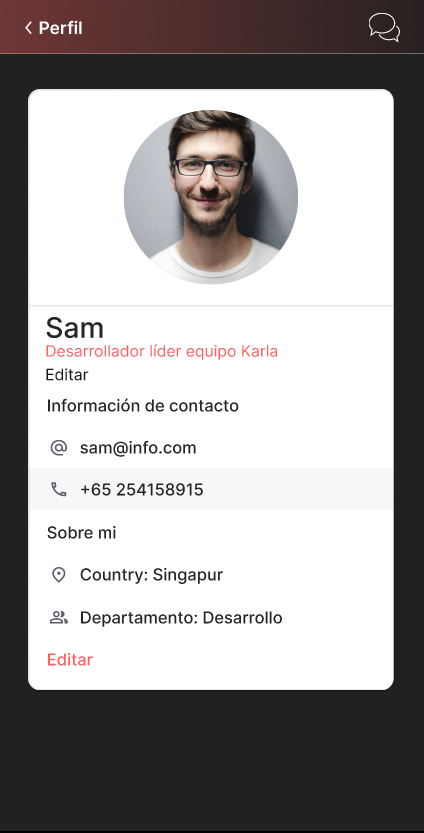 Perfil
Sam
Desarrollador líder equipo Karla
Editar
Información de contacto
sam@info.com
+65 254158915
Sobre mi
Country: Singapur
Departamento: Desarrollo
Editar